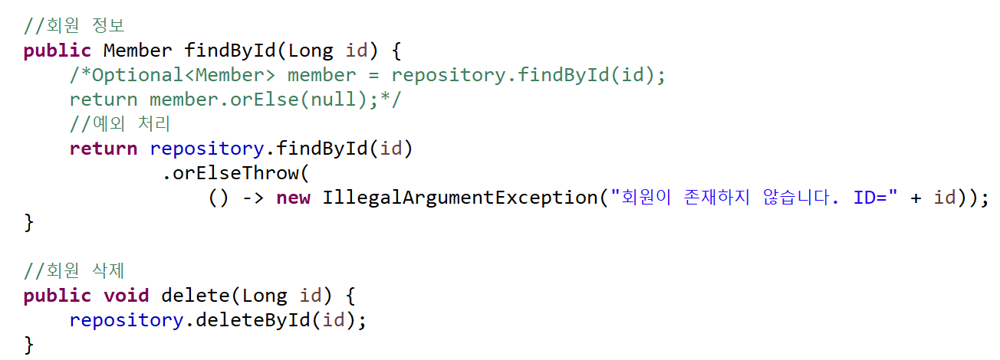 //회원 정보
public Member findById(Long id) {
    /*Optional<Member> member = repository.findById(id);
    return member.orElse(null);*/
    //예외 처리
    return repository.findById(id)
            .orElseThrow(
                () -> new IllegalArgumentException("회원이 존재하지 않습니다. ID=" + id));
}

//회원 삭제
public void delete(Long id) {
    repository.deleteById(id);
}